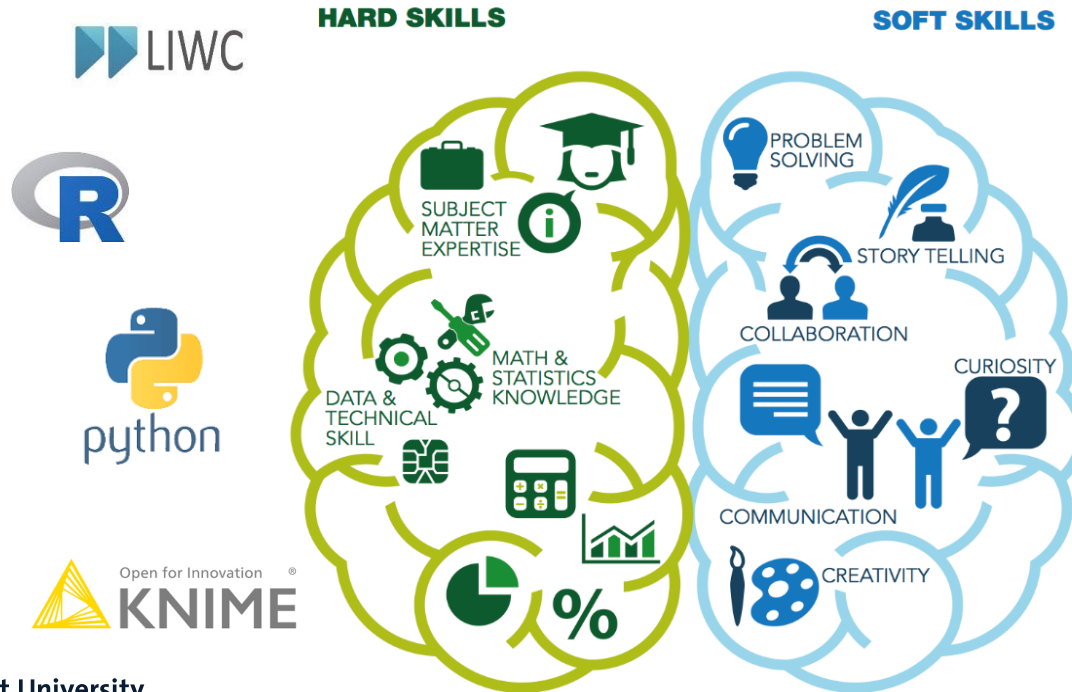 HARD SKILLS
SOFT SKILLS
LIWC
R
python
Open for Innovation ®
KNIME
SUBJECT
MATTER
EXPERTISE
i
MATH &
STATISTICS
KNOWLEDGE
DATA &
TECHNICAL
SKILL
%
PROBLEM
SOLVING
STORY TELLING
COLLABORATION
CURIOSITY
?
COMMUNICATION
CREATIVITY
t University